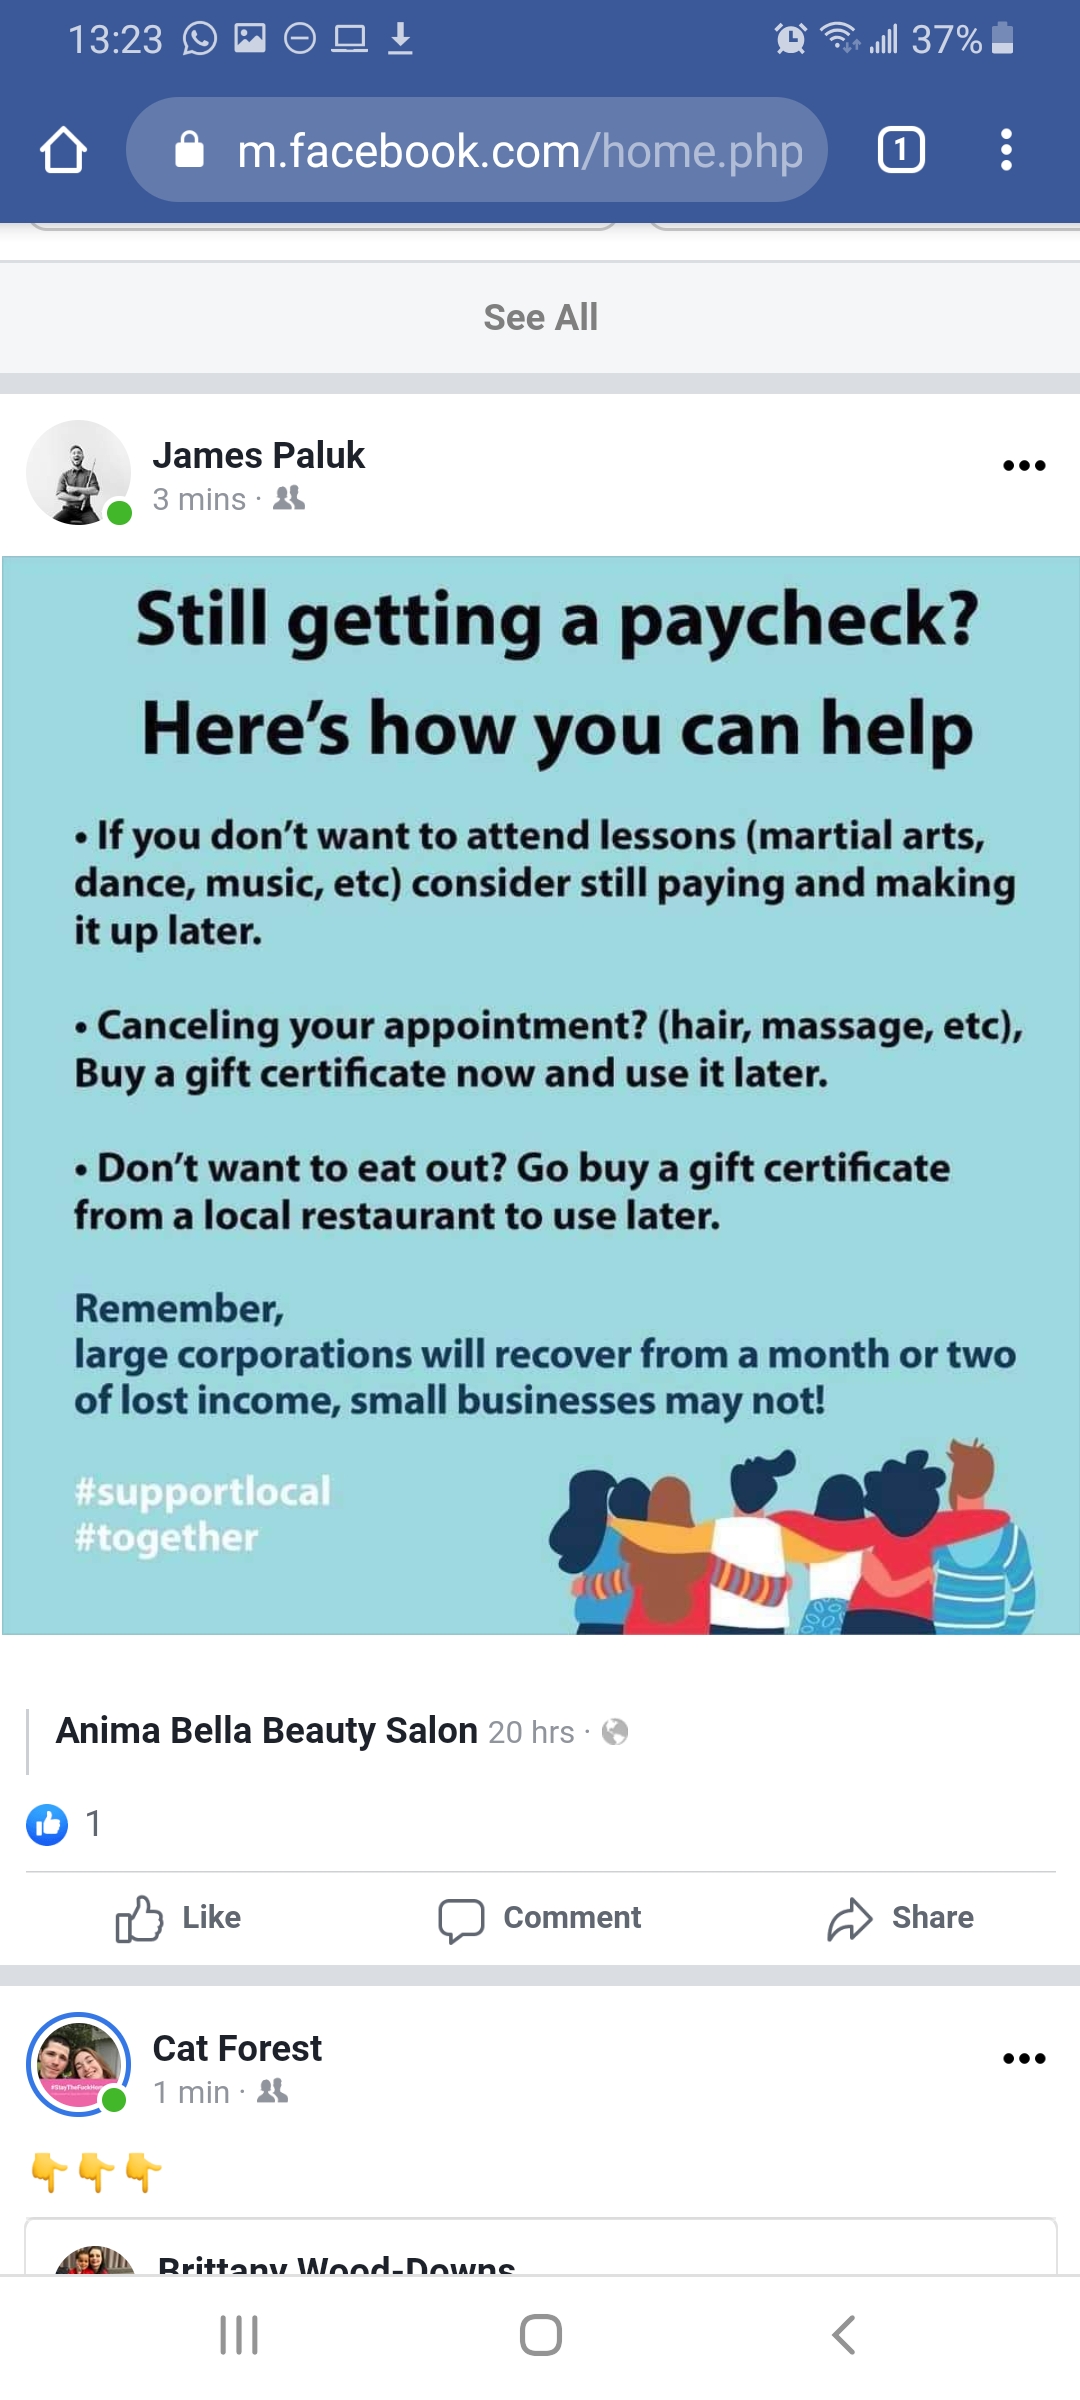 13:23 37%
m.facebook.com/home.php 1
See All
James Paluk
3 mins ·
Still getting a paycheck?
Here's how you can help
• If you don't want to attend lessons (martial arts,
dance, music, etc) consider still paying and making
it up later.
• Canceling your appointment? (hair, massage, etc),
Buy a gift certificate now and use it later.
• Don't want to eat out? Go buy a gift certificate
from a local restaurant to use later.
Remember,
large corporations will recover from a month or two
of lost income, small businesses may not!
#supportlocal
#together
Anima Bella Beauty Salon 20 hrs ·
1
Like Comment Share
Cat Forest
1 min ·
Brittany Wood-Downs